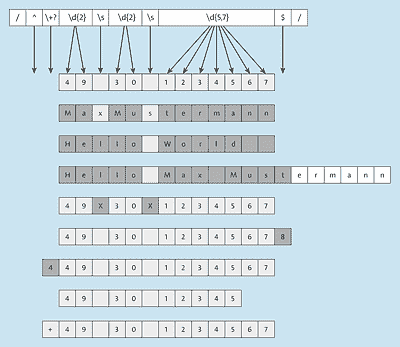 / ^ \+? \d{2} \s \d{2} \s \d{5,7} $ /
4 9 3 0 1 2 3 4 5 6 7
M a x M u s t e r m a n n
H e l l o W o r l d
H e l l o M a x M u s t e r m a n n
4 9 X 3 0 X 1 2 3 4 5 6 7
4 9 3 0 1 2 3 4 5 6 7 8
4 4 9 3 0 1 2 3 4 5 6 7
4 9 3 0 1 2 3 4 5
+ 4 9 3 0 1 2 3 4 5 6 7